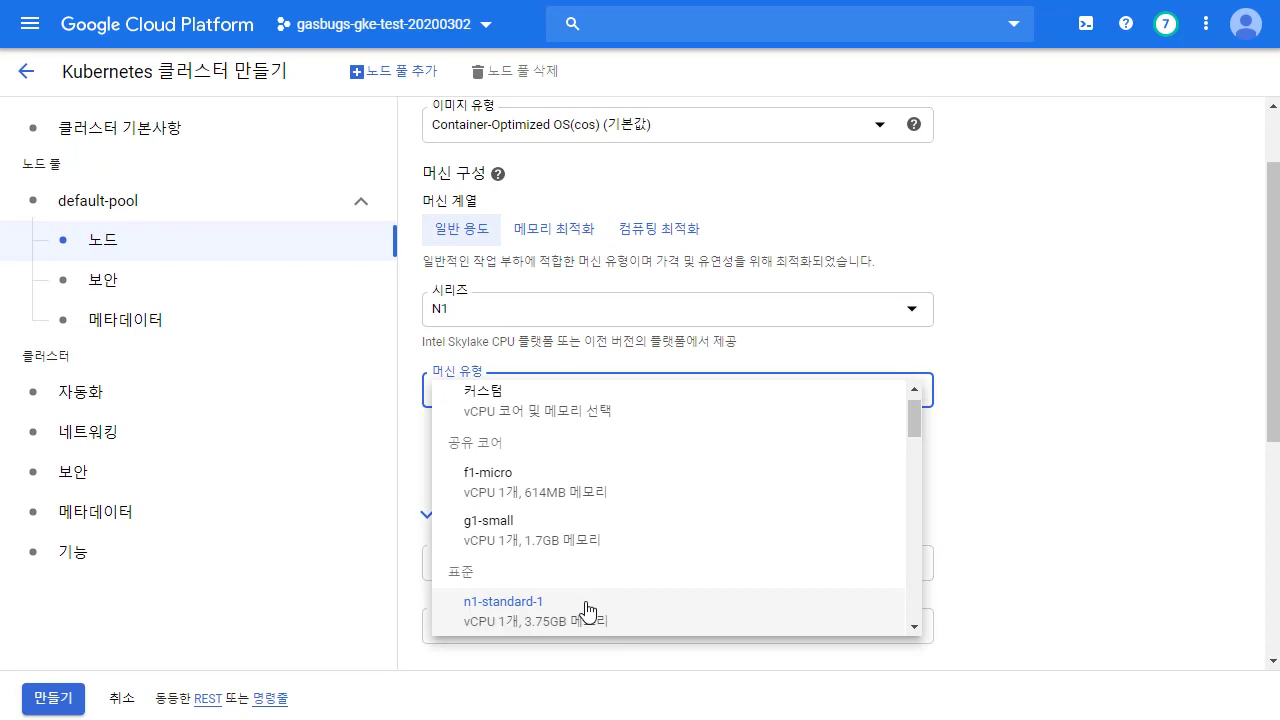 Google Cloud Platform
gasbugs-gke-test-20200302
7
Kubernetes 클러스터 만들기
노드 풀 추가
노드 풀 삭제
클러스터 기본사항
노드 풀
default-pool
노드
보안
메타데이터
클러스터
자동화
네트워킹
보안
메타데이터
기능
이미지 유형
Container-Optimized OS(cos) (기본값)
머신 구성
머신 계열
일반 용도
메모리 최적화
컴퓨팅 최적화
일반적인 작업 부하에 적합한 머신 유형이며 가격 및 유연성을 위해 최적화되었습니다.
시리즈
N1
Intel Skylake CPU 플랫폼 또는 이전 버전의 플랫폼에서 제공
머신 유형
커스텀
vCPU 코어 및 메모리 선택
공유 코어
f1-micro
vCPU 1개, 614MB 메모리
g1-small
vCPU 1개, 1.7GB 메모리
표준
n1-standard-1
vCPU 1개, 3.75GB 메모리
만들기
취소
동등한 REST 또는 명령줄